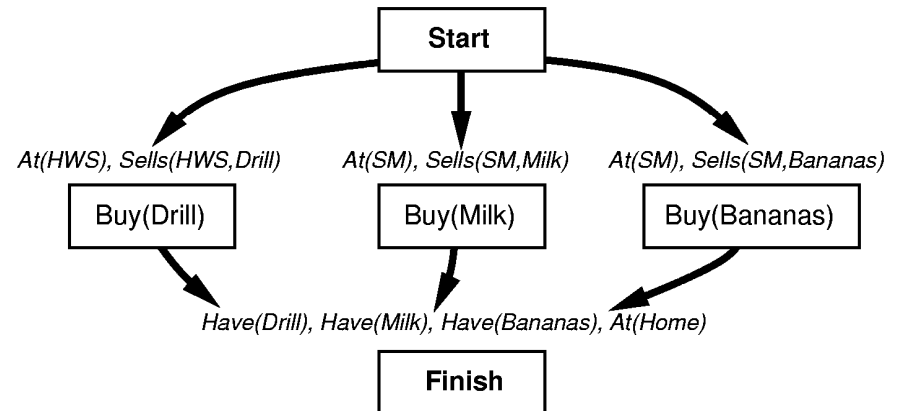 Start
At(HWS), Sells(HWS,Drill) At(SM), Sells(SM,Milk) At(SM), Sells(SM,Bananas)
Buy(Drill) Buy(Milk) Buy(Bananas)
Have(Drill), Have(Milk), Have(Bananas), At(Home)
Finish